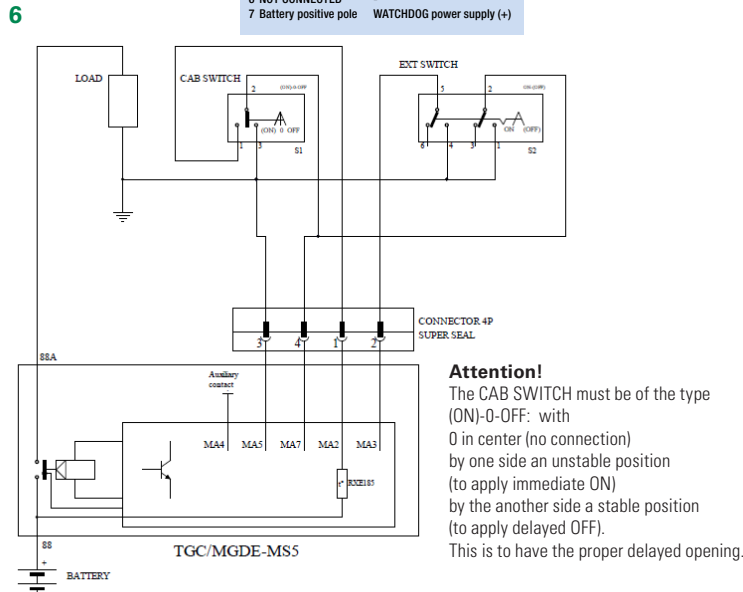 6
7 Battery positive pole WATCHDOG power supply (+)
EXT SWITCH
LOAD
CAB SWITCH
2
(ON)-0-OFF
5
2
ON-(OFF)
(ON) 0 OFF
ON (OFF)
1
3
S1
6
4
3
1
S2
CONNECTOR 4P
SUPER SEAL
3
4
1
2
88A
Auxiliary
contact
MA4
MA5
MA7
MA2
MA3
t°
RXE185
88
TGC/MGDE-MS5
+
BATTERY
Attention!
The CAB SWITCH must be of the type
(ON)-0-OFF: with
0 in center (no connection)
by one side an unstable position
(to apply immediate ON)
by the another side a stable position
(to apply delayed OFF).
This is to have the proper delayed opening.